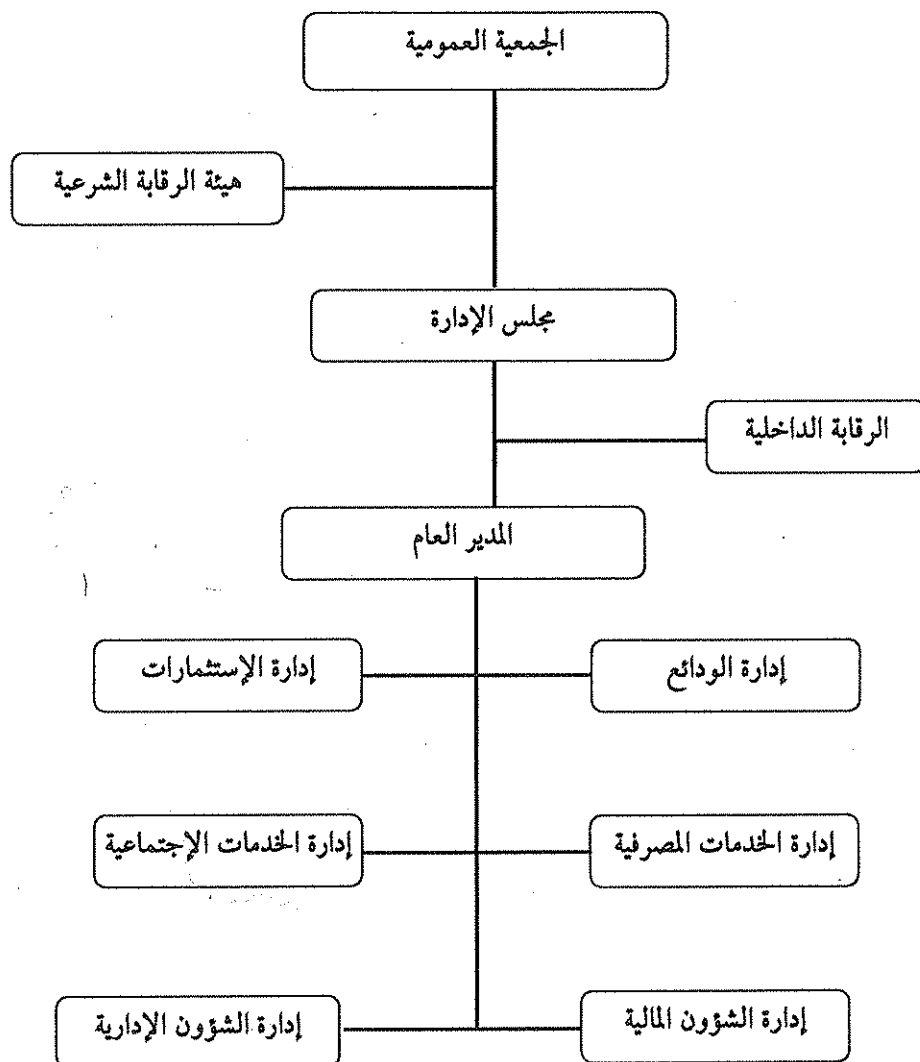 الجمعية العمومية
هيئة الرقابة الشرعية
مجلس الإدارة
الرقابة الداخلية
المدير العام
إدارة الودائع
إدارة الإستثمارات
إدارة الخدمات المصرفية
إدارة الخدمات الإجتماعية
إدارة الشؤون المالية
إدارة الشؤون الإدارية